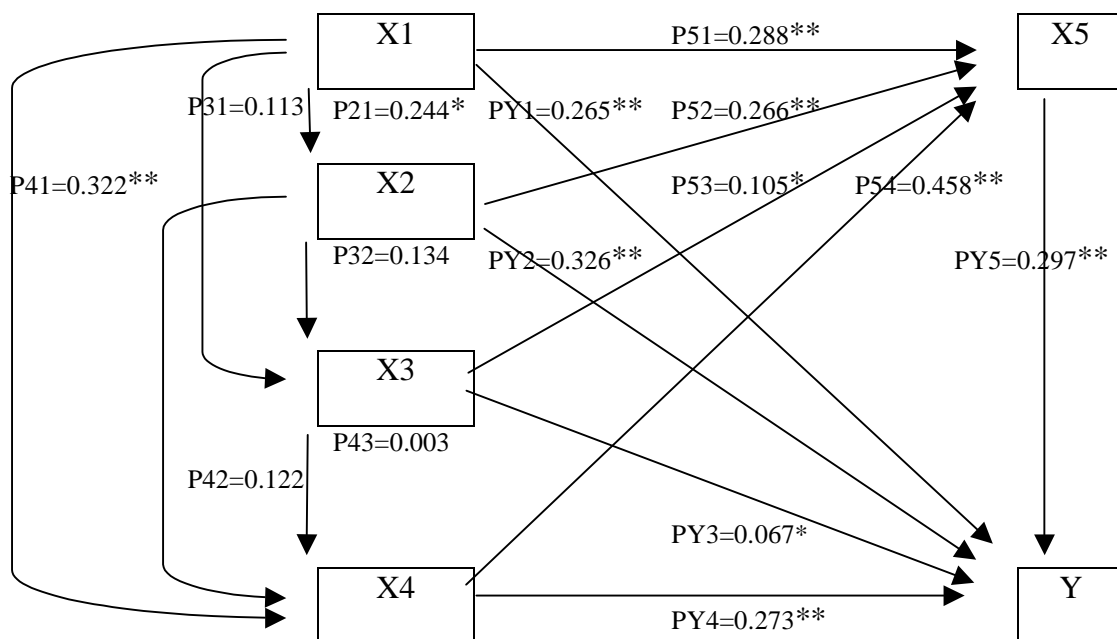 X1
P51=0.288**
X5
P31=0.113
P21=0.244*
PY1=0.265**
P52=0.266**
P41=0.322**
X2
P53=0.105*
P54=0.458**
P32=0.134
PY2=0.326**
PY5=0.297**
X3
P43=0.003
P42=0.122
PY3=0.067*
X4
Y
PY4=0.273**